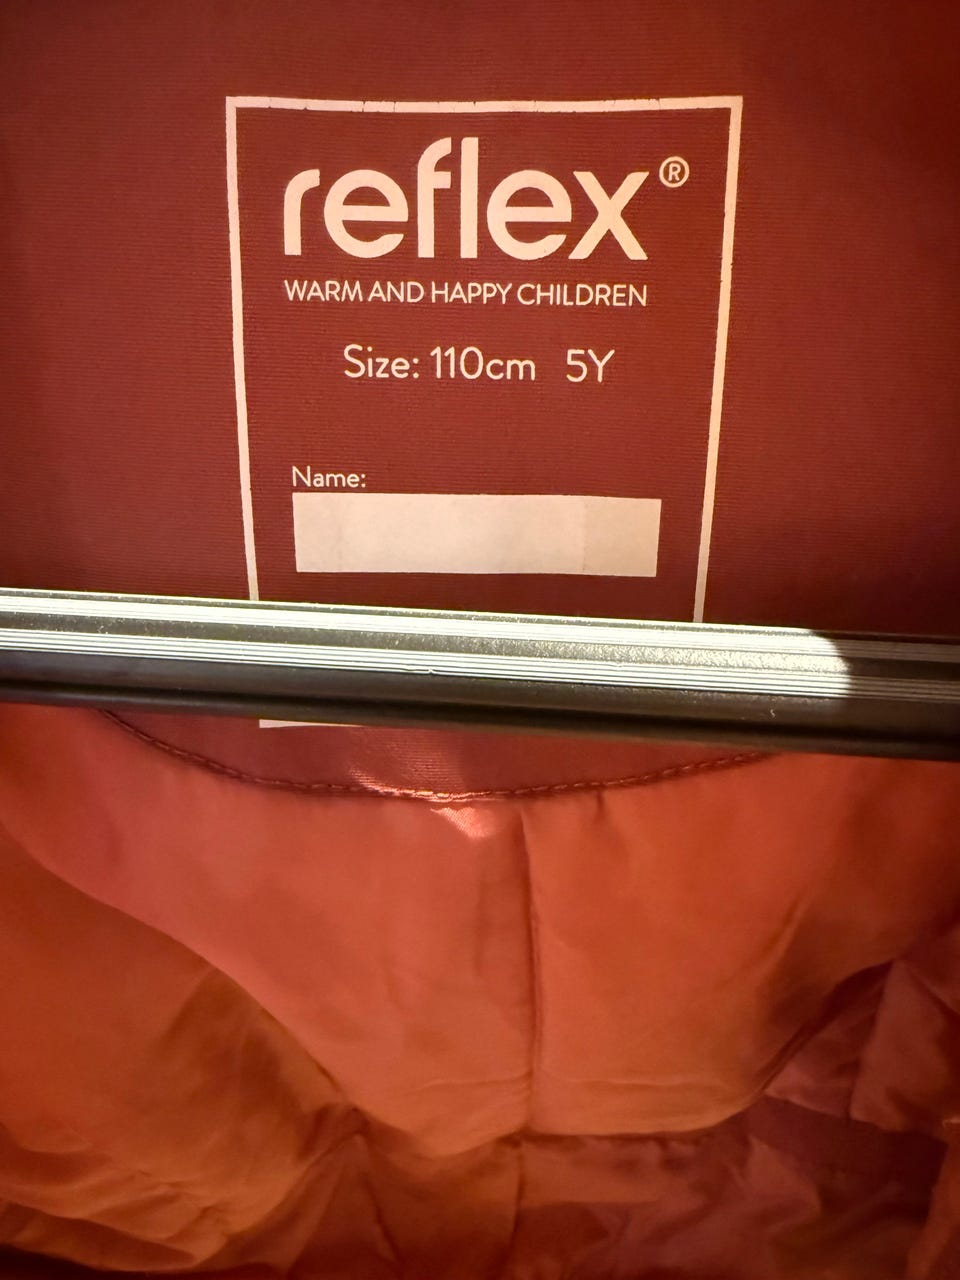 reflex®
WARM AND HAPPY CHILDREN
Size: 110cm 5Y
Name: